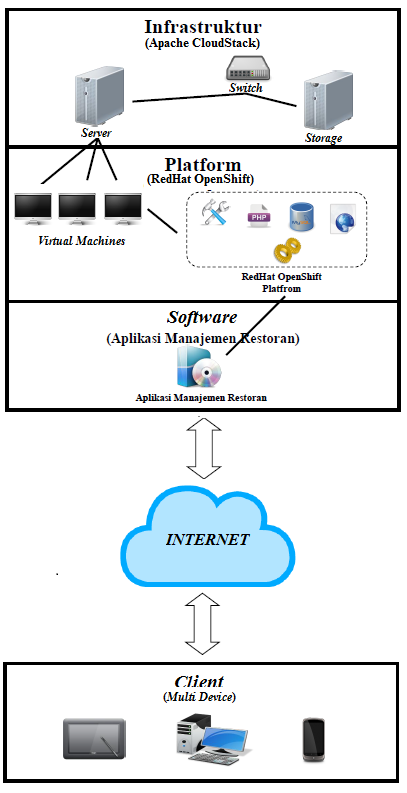 Infrastruktur
(Apache CloudStack)
Switch
Server
Storage
Platform
(RedHat OpenShift)
Virtual Machines
PHP
RedHat OpenShift
Platfrom
Software
(Aplikasi Manajemen Restoran)
Aplikasi Manajemen Restoran
INTERNET
Client
(Multi Device)